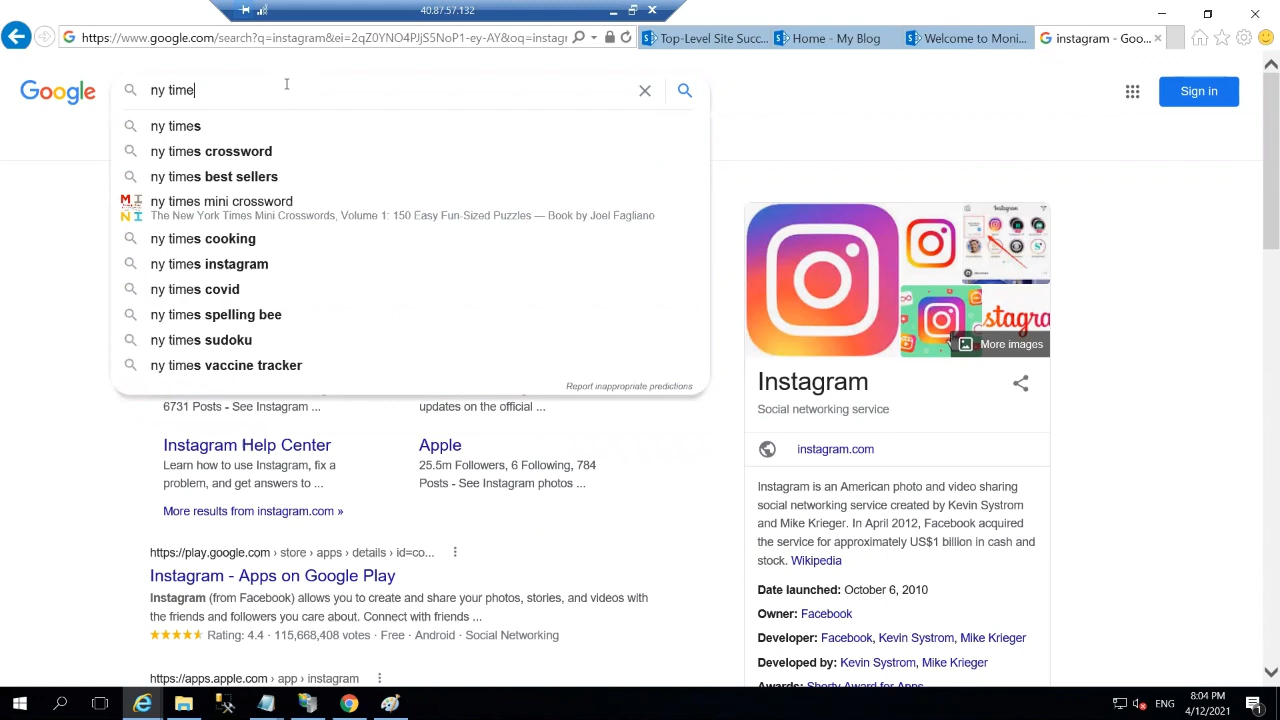 40.87.57.132
https://www.google.com/search?q=instagram&ei=2qZ0YNO4PJjS5NoP1-ey-AY&oq=instagr
Top-Level Site Succ...
Home - My Blog
Welcome to Moni...
instagram - Goo...
Google
ny time
Sign in
ny times
ny times crossword
ny times best sellers
ny times mini crossword
The New York Times Mini Crosswords, Volume 1: 150 Easy Fun-Sized Puzzles — Book by Joel Fagliano
ny times cooking
ny times instagram
ny times covid
ny times spelling bee
ny times sudoku
ny times vaccine tracker
Report inappropriate predictions
6731 Posts - See Instagram ...
updates on the official ...
Instagram Help Center
Apple
Learn how to use Instagram, fix a
problem, and get answers to ...
25.5m Followers, 6 Following, 784
Posts - See Instagram photos ...
More results from instagram.com »
https://play.google.com › store › apps › details › id=co...
Instagram - Apps on Google Play
Instagram (from Facebook) allows you to create and share your photos, stories, and videos with
the friends and followers you care about. Connect with friends ...
Rating: 4.4 · 115,668,408 votes · Free · Android · Social Networking
https://apps.apple.com › app › instagram
More images
Instagram
Social networking service
instagram.com
Instagram is an American photo and video sharing
social networking service created by Kevin Systrom
and Mike Krieger. In April 2012, Facebook acquired
the service for approximately US$1 billion in cash and
stock. Wikipedia
Date launched: October 6, 2010
Owner: Facebook
Developer: Facebook, Kevin Systrom, Mike Krieger
Developed by: Kevin Systrom, Mike Krieger
Awards: Shorty Award for Apps
ENG
8:04 PM
4/12/2021